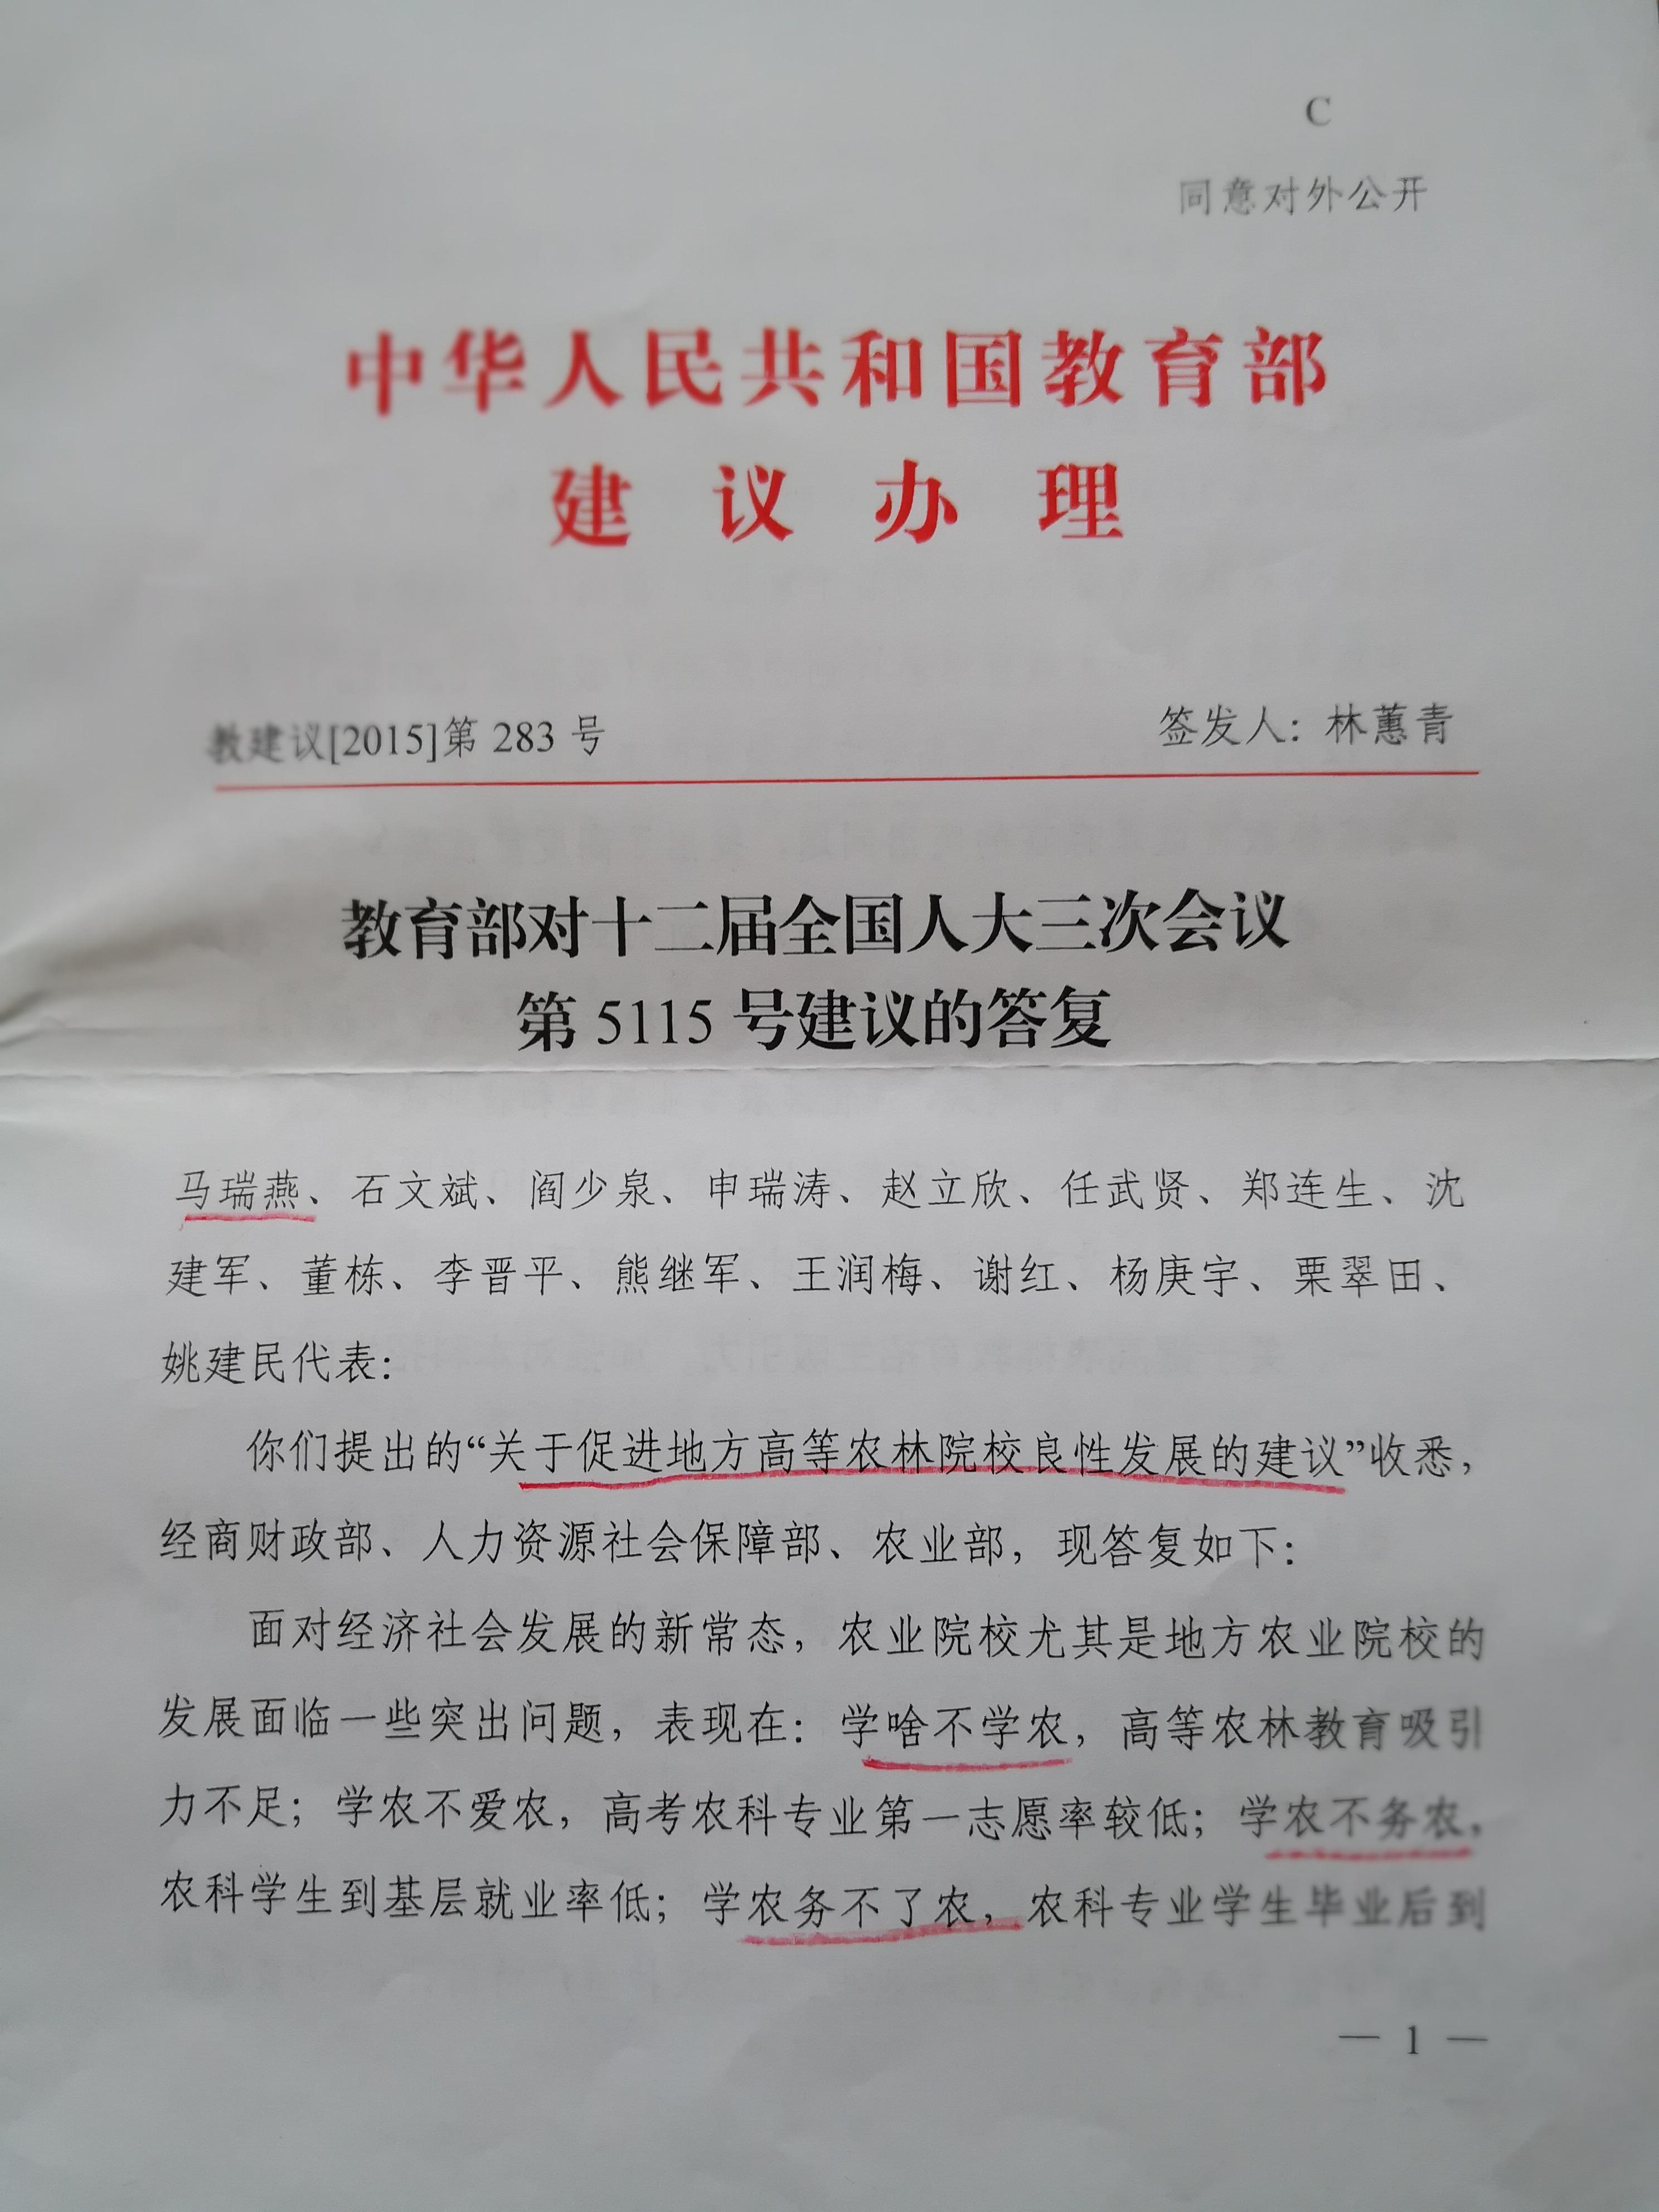 C
同意对外公开
中华人民共和国教育部
建议办理
教建议[2015]第 283 号
签发人：林蕙青
教育部对十二届全国人大三次会议
第 5115 号建议的答复
马瑞燕、石文斌、阎少泉、申瑞涛、赵立欣、任武贤、郑连生、沈
建军、董栋、李晋平、熊继军、王润梅、谢红、杨庚宇、栗翠田、
姚建民代表：
你们提出的“关于促进地方高等农林院校良性发展的建议”收悉，
经商财政部、人力资源社会保障部、农业部，现答复如下：
面对经济社会发展的新常态，农业院校尤其是地方农业院校的
发展面临一些突出问题，表现在：学啥不学农，高等农林教育吸引
力不足；学农不爱农，高考农科专业第一志愿率较低；学农不务农，
农科学生到基层就业率低；学农务不了农，农科专业学生毕业后到
— 1 —